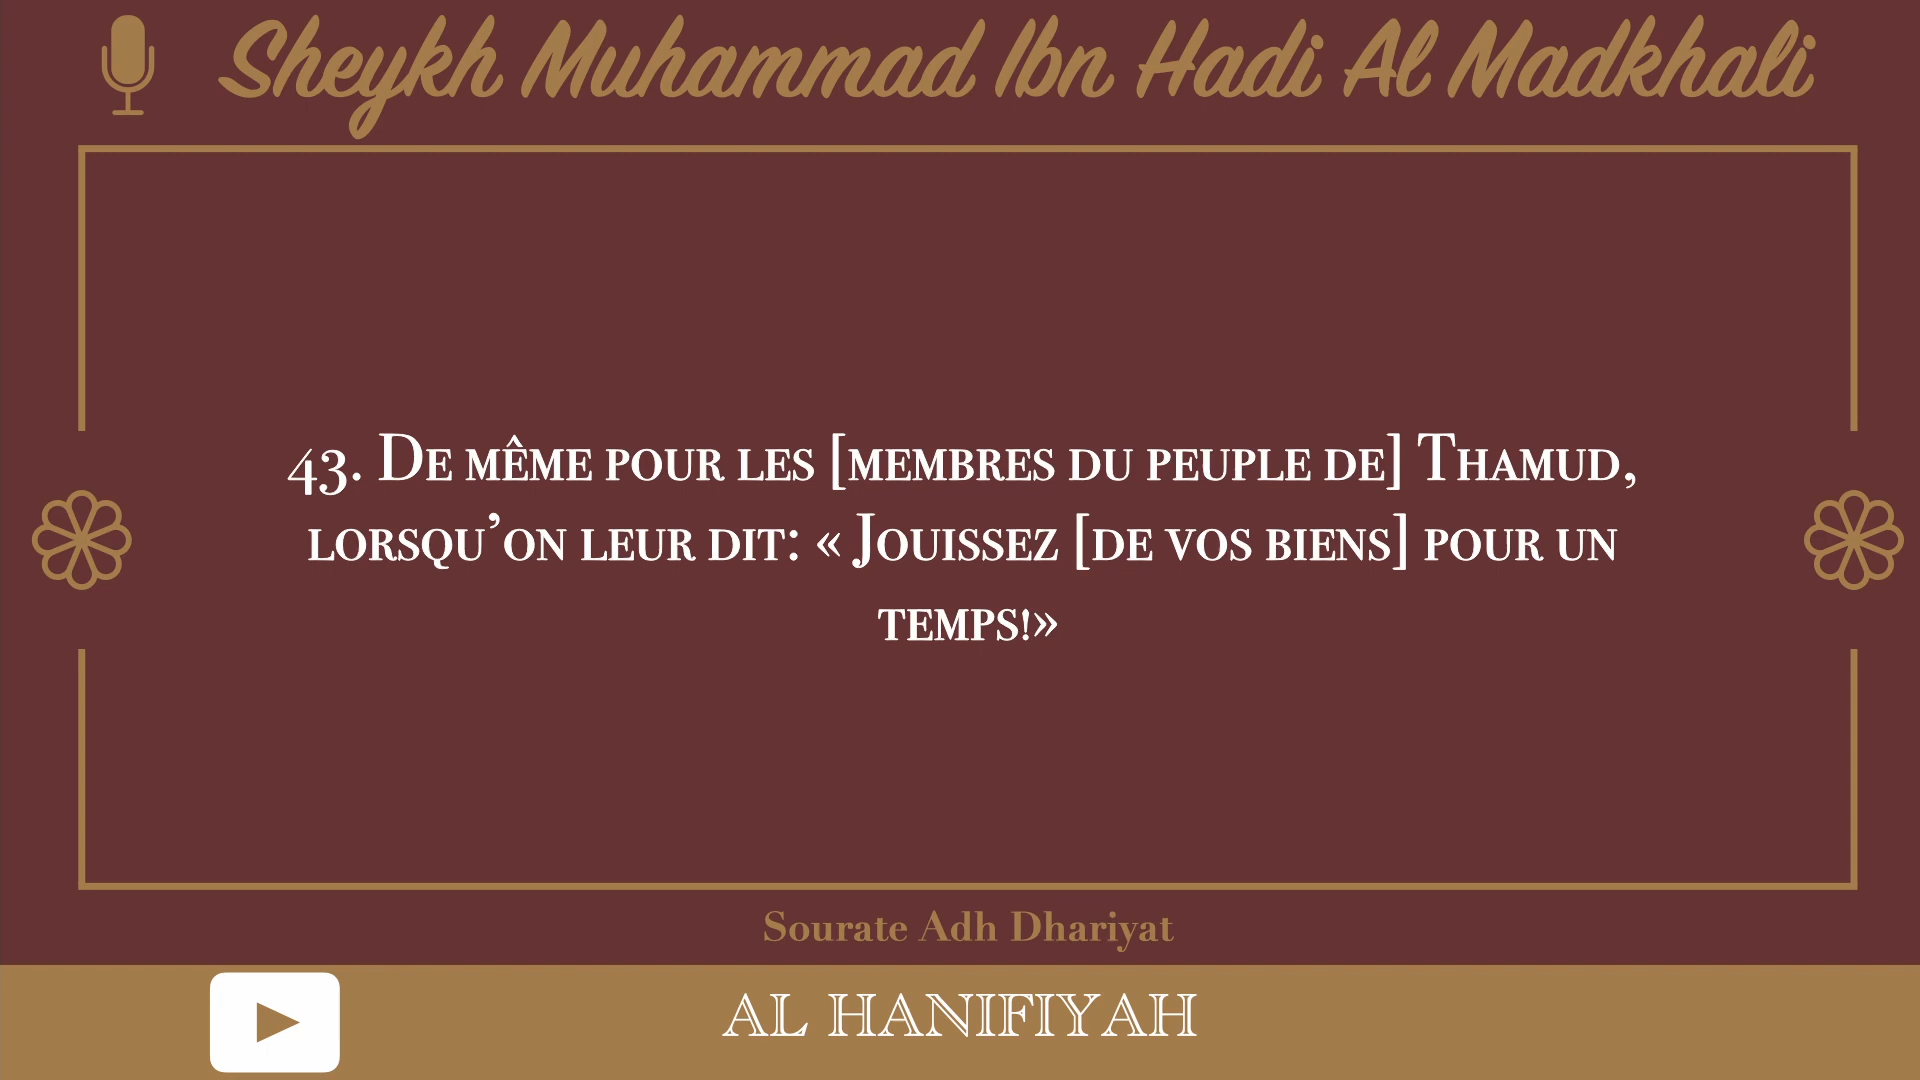 Sheykh Muhammad Ibn Hadi Al Madkhali
43. De même pour les [membres du peuple de] Thamud,
lorsqu’on leur dit: « Jouissez [de vos biens] pour un
temps!»
Sourate Adh Dhariyat
AL HANIFIYAH